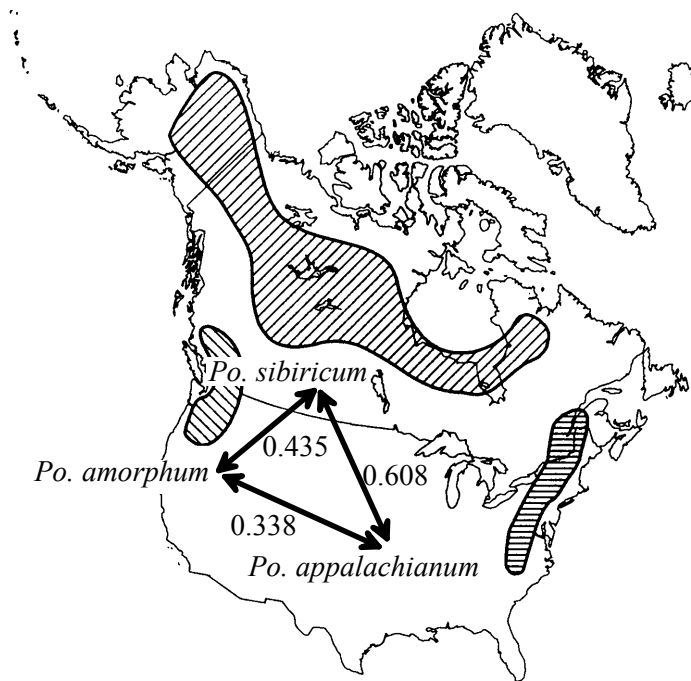 Po. sibiricum
0.435
Po. amorphum
0.608
0.338
Po. appalachianum